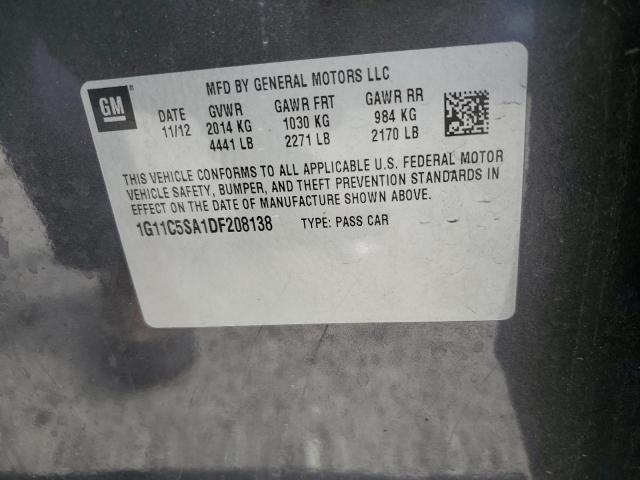 GM
MFD BY GENERAL MOTORS LLC
DATE GVWR GAWR FRT GAWR RR
11/12 2014 KG 1030 KG 984 KG
4441 LB 2271 LB 2170 LB
THIS VEHICLE CONFORMS TO ALL APPLICABLE U.S. FEDERAL MOTOR
VEHICLE SAFETY, BUMPER, AND THEFT PREVENTION STANDARDS IN
EFFECT ON THE DATE OF MANUFACTURE SHOWN ABOVE.
1G11C5SA1DF208138 TYPE: PASS CAR